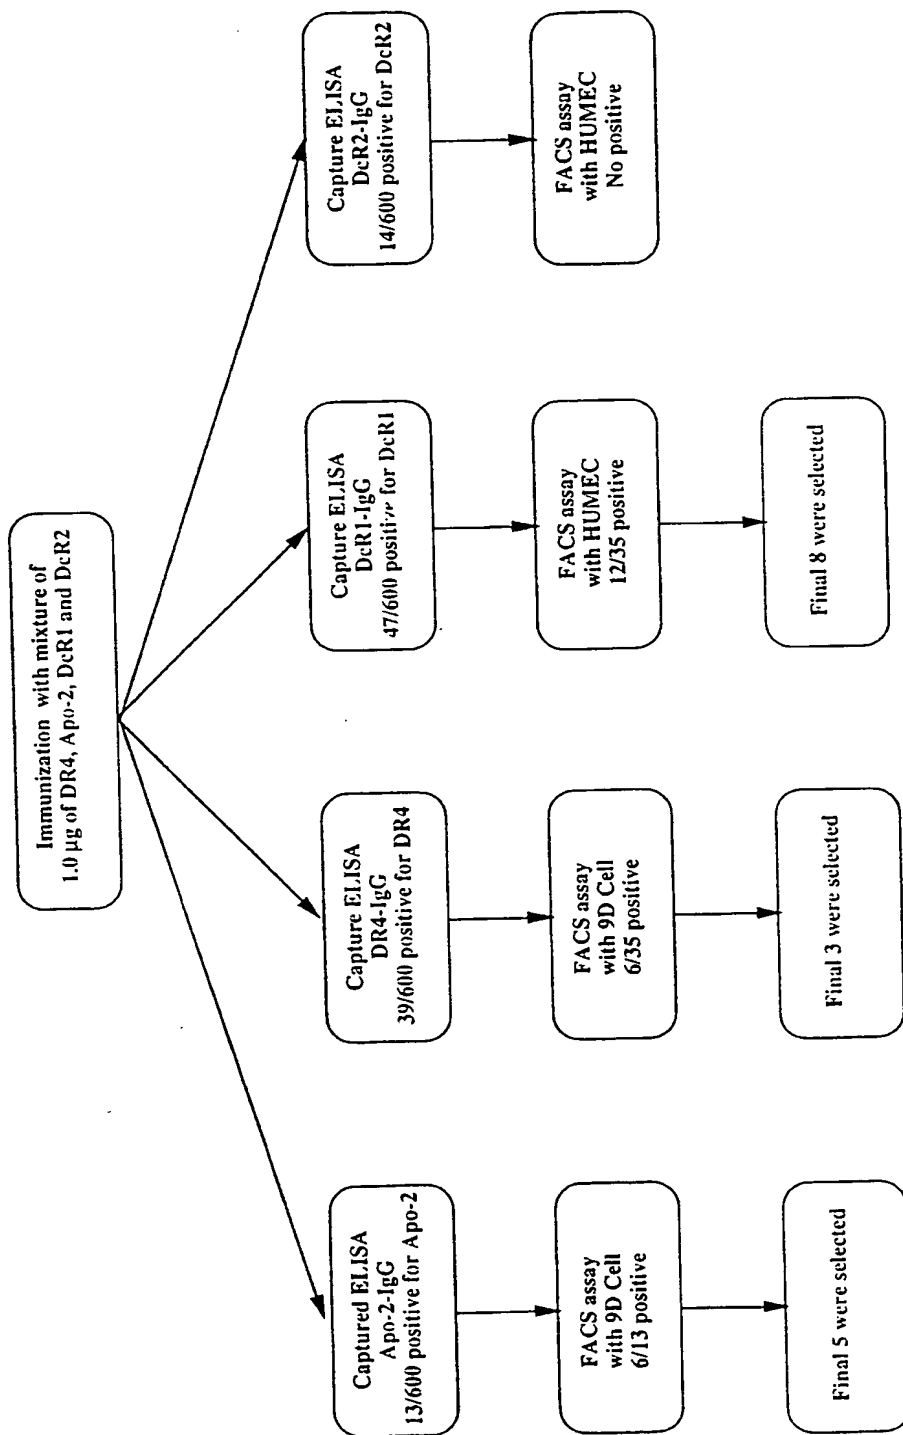 Immunization with mixture of
1.0 µg of DR4, Apo-2, DcR1 and DcR2
Captured ELISA
Apo-2-IgG
13/600 positive for Apo-2
FACS assay
with 9D Cell
6/13 positive
Final 5 were selected
Capture ELISA
DR4-IgG
39/600 positive for DR4
FACS assay
with 9D Cell
6/35 positive
Final 3 were selected
Capture ELISA
DcR1-IgG
47/600 positive for DcR1
FACS assay
with HUMEC
12/35 positive
Final 8 were selected
Capture ELISA
DcR2-IgG
14/600 positive for DcR2
FACS assay
with HUMEC
No positive